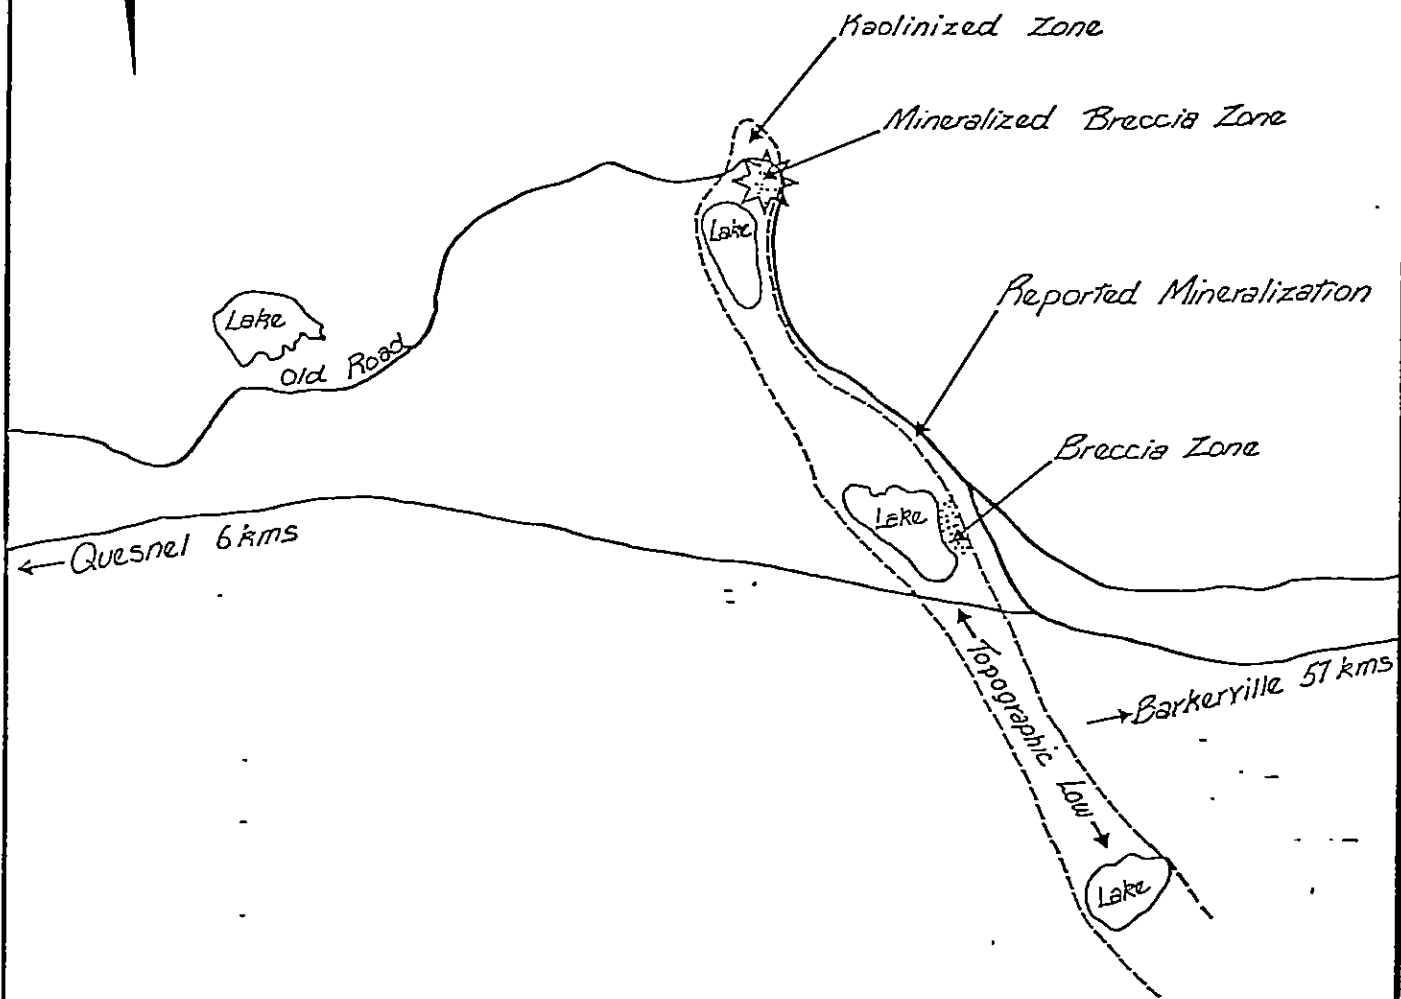 Kaolinized Zone
Mineralized Breccia Zone
Lake
Reported Mineralization
Lake
Old Road
Breccia Zone
Lake
← Quesnel 6 kms
Topographic Low
→ Barkerville 57 kms
Lake